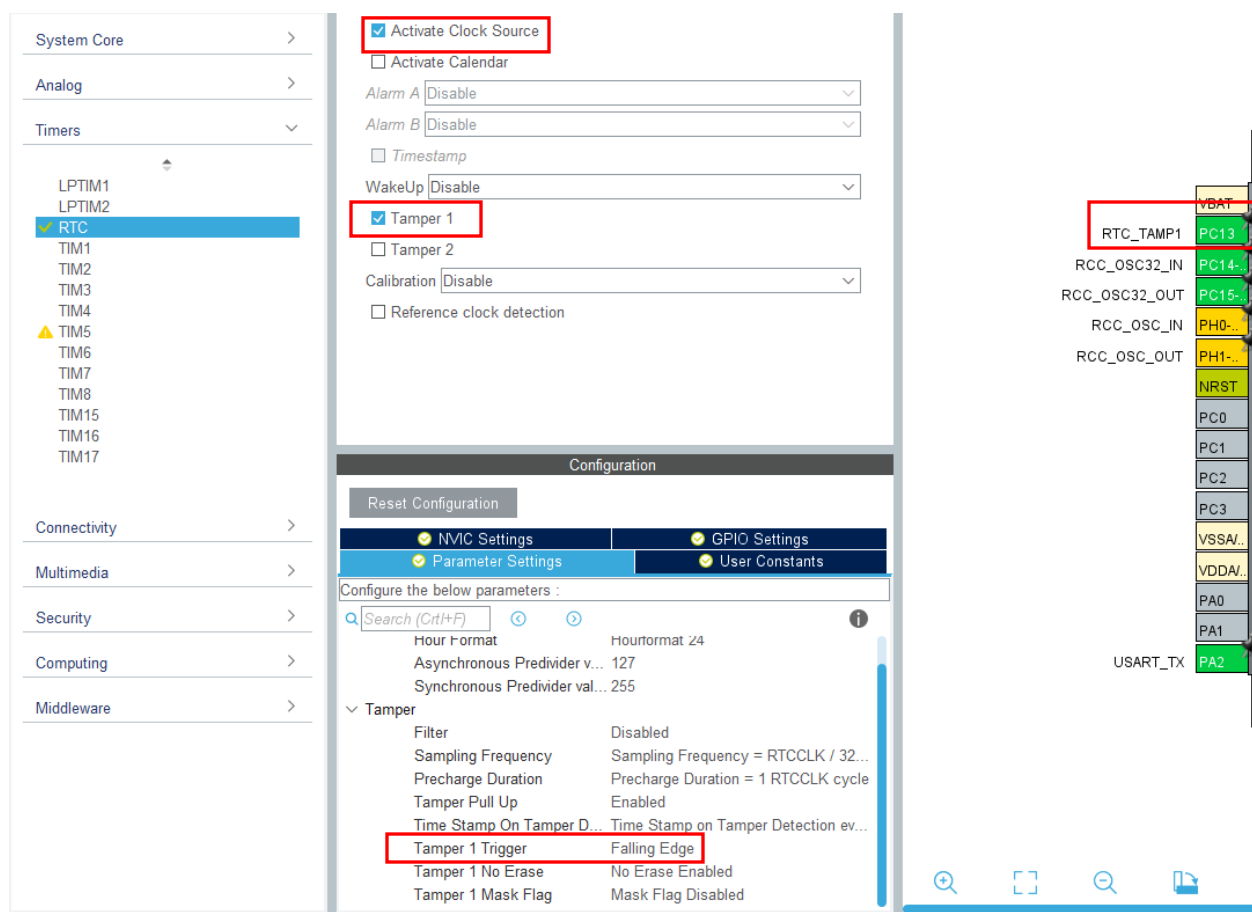 System Core
Analog
Timers
LPTIM1
LPTIM2
RTC
TIM1
TIM2
TIM3
TIM4
TIM5
TIM6
TIM7
TIM8
TIM15
TIM16
TIM17
Connectivity
Multimedia
Security
Computing
Middleware
Activate Clock Source
Activate Calendar
Alarm A Disable
Alarm B Disable
Timestamp
WakeUp Disable
Tamper 1
Tamper 2
Calibration Disable
Reference clock detection
Configuration
Reset Configuration
NVIC Settings GPIO Settings
Parameter Settings User Constants
Configure the below parameters :
Search (Crtl+F)
Hour Format Hourformat 24
Asynchronous Predivider v... 127
Synchronous Predivider val... 255
Tamper
Filter Disabled
Sampling Frequency Sampling Frequency = RTCCLK / 32...
Precharge Duration Precharge Duration = 1 RTCCLK cycle
Tamper Pull Up Enabled
Time Stamp On Tamper D... Time Stamp on Tamper Detection ev...
Tamper 1 Trigger Falling Edge
Tamper 1 No Erase No Erase Enabled
Tamper 1 Mask Flag Mask Flag Disabled
VBAT
RTC_TAMP1 PC13
RCC_OSC32_IN PC14-..
RCC_OSC32_OUT PC15-..
RCC_OSC_IN PH0-..
RCC_OSC_OUT PH1-..
NRST
PC0
PC1
PC2
PC3
VSSA/..
VDDA/..
PA0
PA1
USART_TX PA2